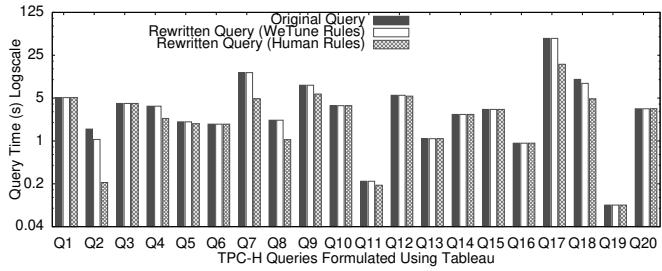 Query Time (s) Logscale
125
25
5
1
0.2
0.04
Original Query
Rewritten Query (WeTune Rules)
Rewritten Query (Human Rules)
Q1 Q2 Q3 Q4 Q5 Q6 Q7 Q8 Q9 Q10 Q11 Q12 Q13 Q14 Q15 Q16 Q17 Q18 Q19 Q20
TPC-H Queries Formulated Using Tableau